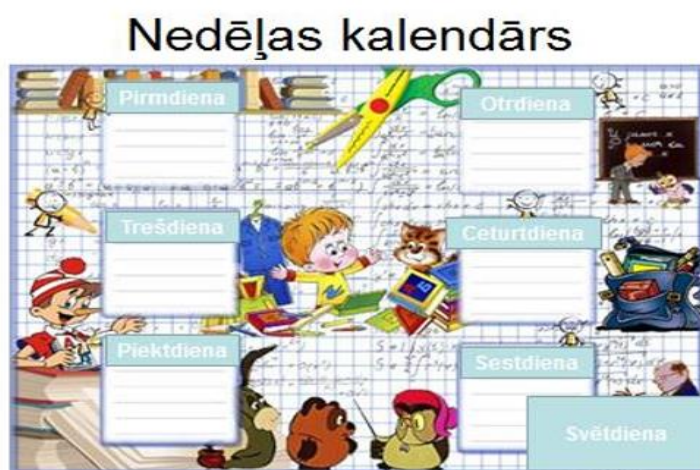 Nedēļas kalendārs
Pirmdiena
Otrdiena
Trešdiena
Ceturtdiena
Piektdiena
Sestdiena
Svētdiena